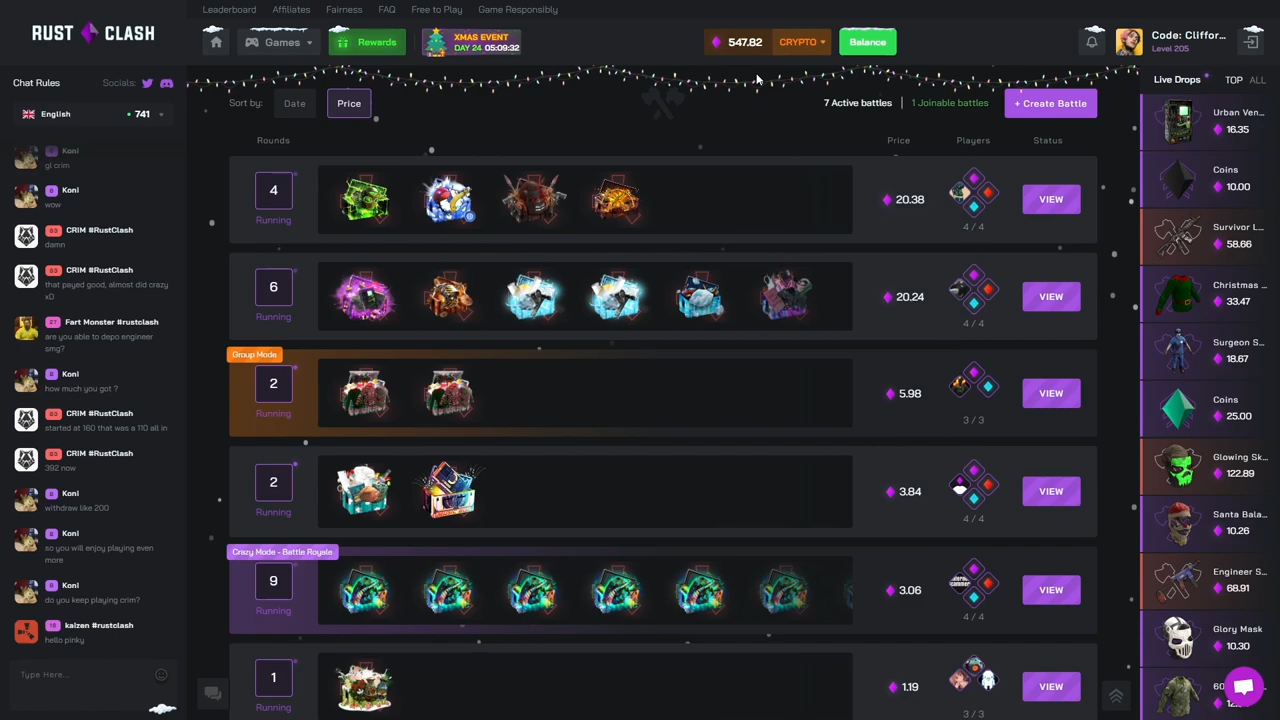 Leaderboard Affiliates Fairness FAQ Free to Play Game Responsibly
RUST CLASH
Games
Rewards
XMAS EVENT
DAY 24 05:09:32
547.82
CRYPTO
Balance
Code: Cliffor...
Level 205
Chat Rules
Socials:
English
741
Koni
gl crim
Koni
wow
83 CRIM #RustClash
damn
83 CRIM #RustClash
that payed good, almost did crazy
xD
27 Fart Monster #rustclash
are you able to depo engineer
smg?
Koni
how much you got ?
83 CRIM #RustClash
started at 160 that was a 110 all in
83 CRIM #RustClash
392 now
Koni
withdraw like 200
Koni
so you will enjoy playing even
more
Koni
do you keep playing crim?
kaizen #rustclash
hello pinky
Type Here...
Sort by:
Date
Price
7 Active battles
1 Joinable battles
+ Create Battle
Rounds
Price
Players
Status
4
Running
20.38
4 / 4
VIEW
6
Running
20.24
4 / 4
VIEW
Group Mode
2
Running
5.98
3 / 3
VIEW
2
Running
3.84
4 / 4
VIEW
Crazy Mode - Battle Royale
9
Running
3.06
4 / 4
VIEW
1
Running
1.19
3 / 3
VIEW
Live Drops
TOP
ALL
Urban Ven...
16.35
Coins
10.00
Survivor L...
58.66
Christmas ...
33.47
Surgeon S...
18.67
Coins
25.00
Glowing Sk...
122.89
Santa Bala...
10.26
Engineer S...
68.91
Glory Mask
10.30